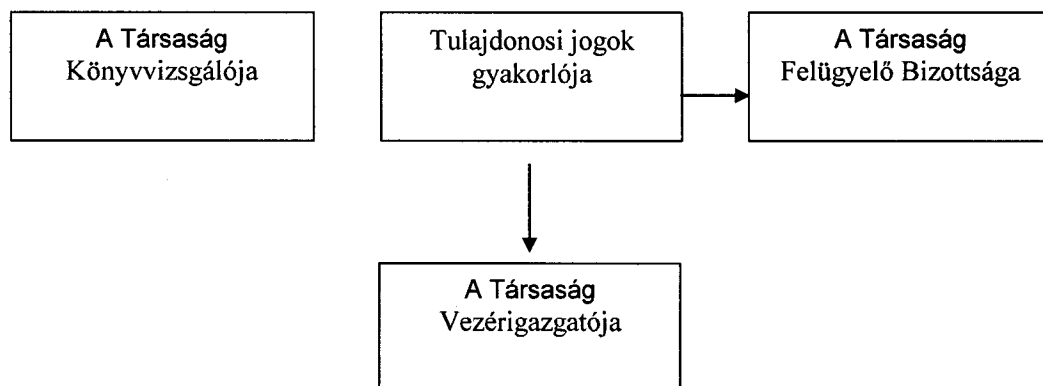 A Társaság
Könyvvizsgálója
Tulajdonosi jogok
gyakorlója
A Társaság
Felügyelő Bizottsága
A Társaság
Vezérigazgatója